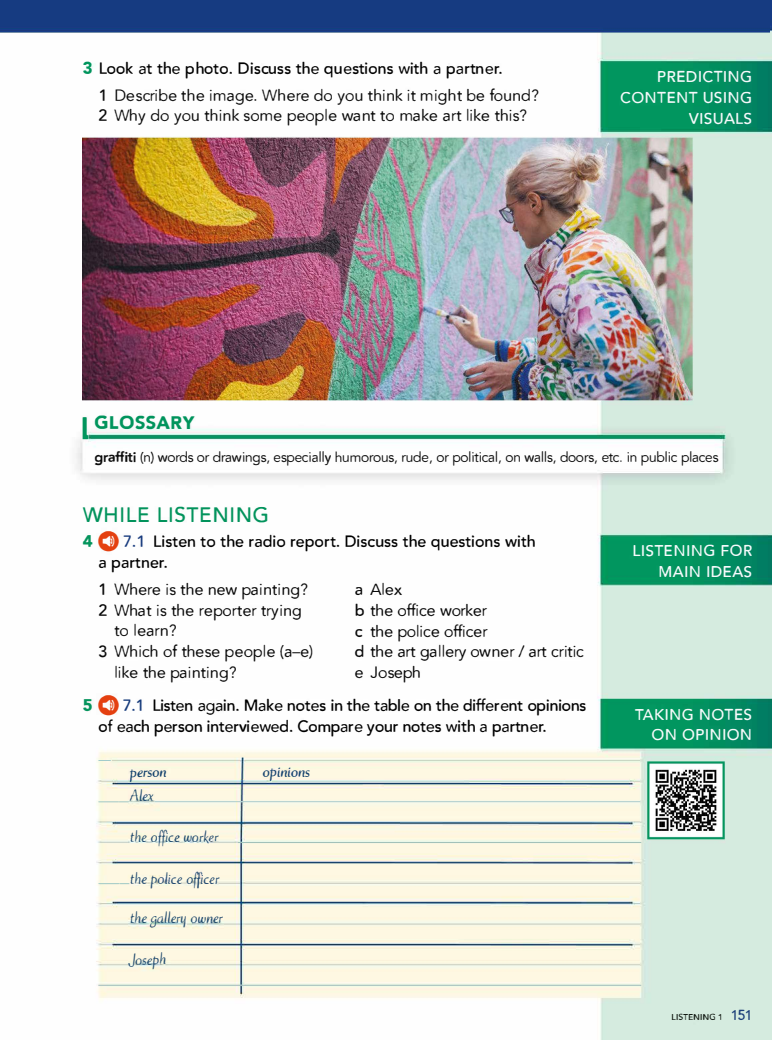 3 Look at the photo. Discuss the questions with a partner.
1 Describe the image. Where do you think it might be found?
2 Why do you think some people want to make art like this?
PREDICTING
CONTENT USING
VISUALS
GLOSSARY
graffiti (n) words or drawings, especially humorous, rude, or political, on walls, doors, etc. in public places
WHILE LISTENING
4 7.1 Listen to the radio report. Discuss the questions with
a partner.
LISTENING FOR
MAIN IDEAS
1 Where is the new painting?
2 What is the reporter trying
to learn?
3 Which of these people (a–e)
like the painting?
a Alex
b the office worker
c the police officer
d the art gallery owner / art critic
e Joseph
5 7.1 Listen again. Make notes in the table on the different opinions
of each person interviewed. Compare your notes with a partner.
TAKING NOTES
ON OPINION
person opinions
Alex
the office worker
the police officer
the gallery owner
Joseph
LISTENING 1 151